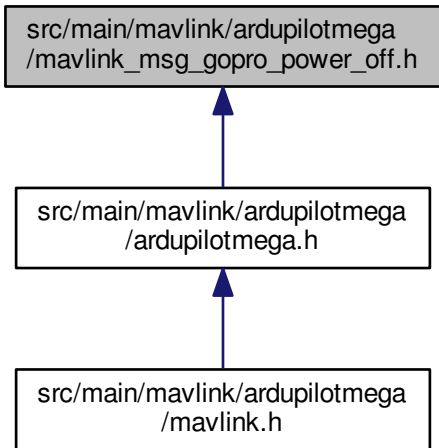 src/main/mavlink/ardupilotmega
/mavlink_msg_gopro_power_off.h
src/main/mavlink/ardupilotmega
/ardupilotmega.h
src/main/mavlink/ardupilotmega
/mavlink.h